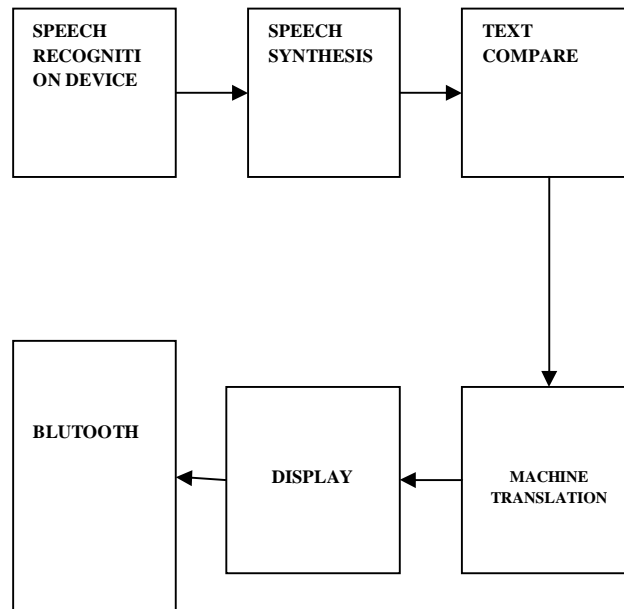 SPEECH
RECOGNITI
ON DEVICE
SPEECH
SYNTHESIS
TEXT
COMPARE
BLUTOOTH
DISPLAY
MACHINE
TRANSLATION